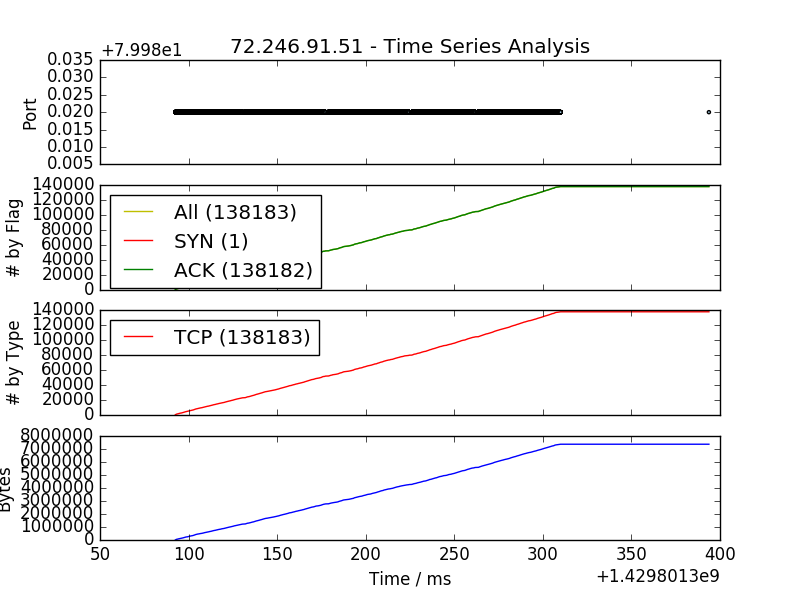 +7.998e1
72.246.91.51 - Time Series Analysis
0.035
0.030
0.025
0.020
0.015
0.010
0.005
Port
140000
120000
100000
80000
60000
40000
20000
0
# by Flag
All (138183)
SYN (1)
ACK (138182)
140000
120000
100000
80000
60000
40000
20000
0
# by Type
TCP (138183)
8000000
7000000
6000000
5000000
4000000
3000000
2000000
1000000
0
Bytes
50 100 150 200 250 300 350 400
Time / ms
+1.4298013e9